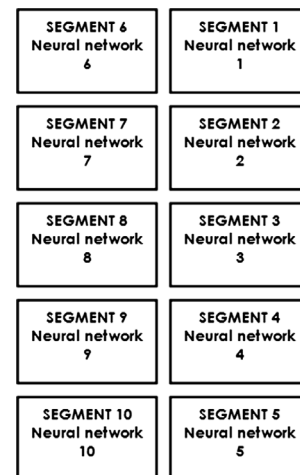 SEGMENT 6
Neural network
6
SEGMENT 1
Neural network
1
SEGMENT 7
Neural network
7
SEGMENT 2
Neural network
2
SEGMENT 8
Neural network
8
SEGMENT 3
Neural network
3
SEGMENT 9
Neural network
9
SEGMENT 4
Neural network
4
SEGMENT 10
Neural network
10
SEGMENT 5
Neural network
5